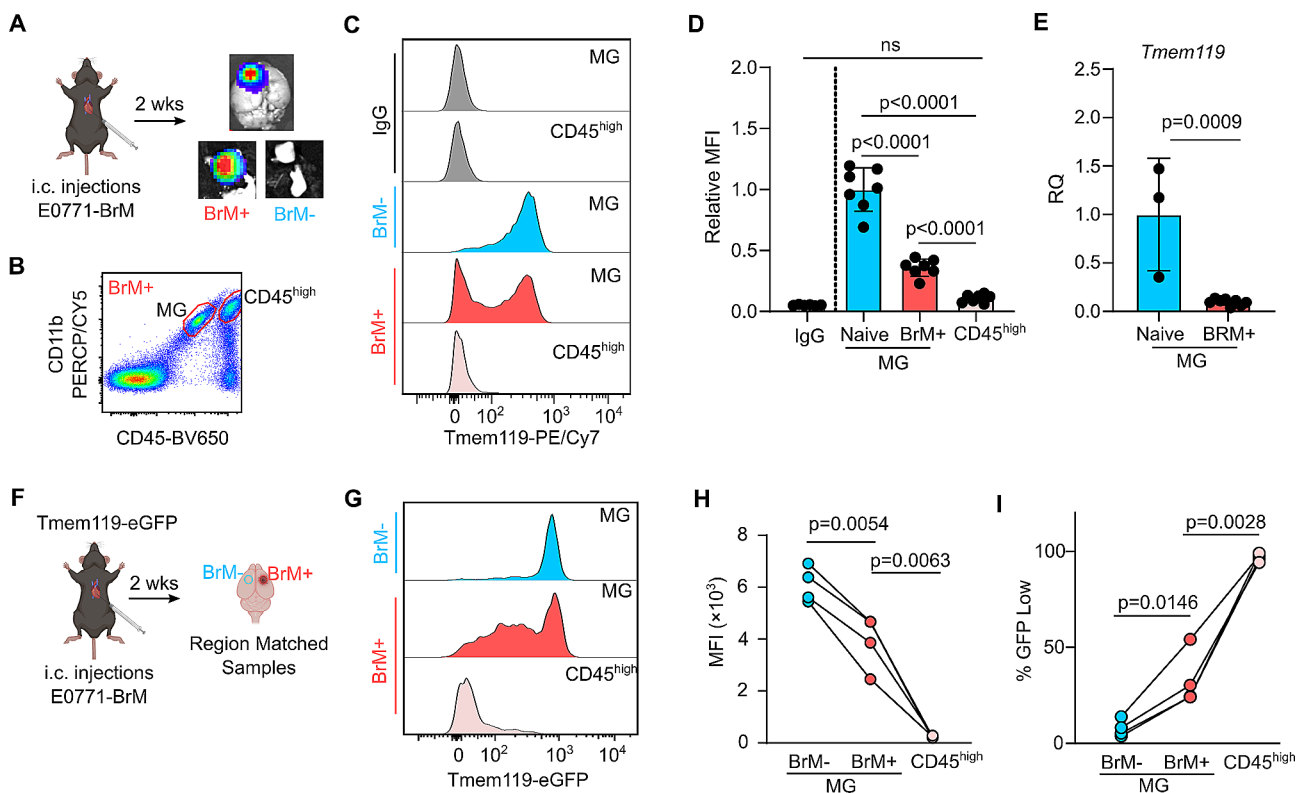 A
2 wks
i.c. injections
E0771-BrM
BrM+
BrM-
B
BrM+
MG
CD45high
CD11b
PERCP/CY5
CD45-BV650
C
IgG
MG
CD45high
BrM-
MG
BrM+
MG
CD45high
0 10² 10³ 10⁴
Tmem119-PE/Cy7
D
ns
p<0.0001
p<0.0001
p<0.0001
Relative MFI
2.0
1.5
1.0
0.5
0.0
IgG Naive BrM+ CD45high
MG
E
Tmem119
p=0.0009
RQ
2.5
2.0
1.5
1.0
0.5
0.0
Naive BRM+
MG
F
Tmem119-eGFP
2 wks
BrM- BrM+
i.c. injections
E0771-BrM
Region Matched
Samples
G
BrM-
MG
BrM+
MG
CD45high
0 10² 10³ 10⁴
Tmem119-eGFP
H
p=0.0054
p=0.0063
MFI (×10³)
8
6
4
2
0
BrM- BrM+ CD45high
MG
I
p=0.0028
p=0.0146
% GFP Low
100
50
0
BrM- BrM+ CD45high
MG